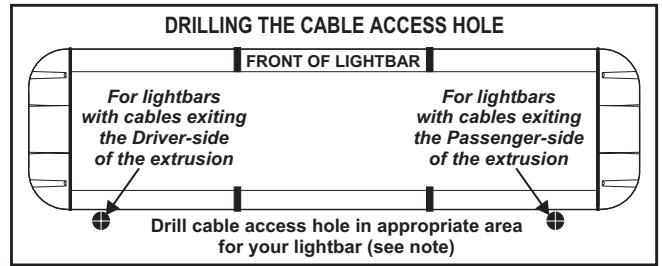 DRILLING THE CABLE ACCESS HOLE
FRONT OF LIGHTBAR
For lightbars
with cables exiting
the Driver-side
of the extrusion
For lightbars
with cables exiting
the Passenger-side
of the extrusion
Drill cable access hole in appropriate area
for your lightbar (see note)